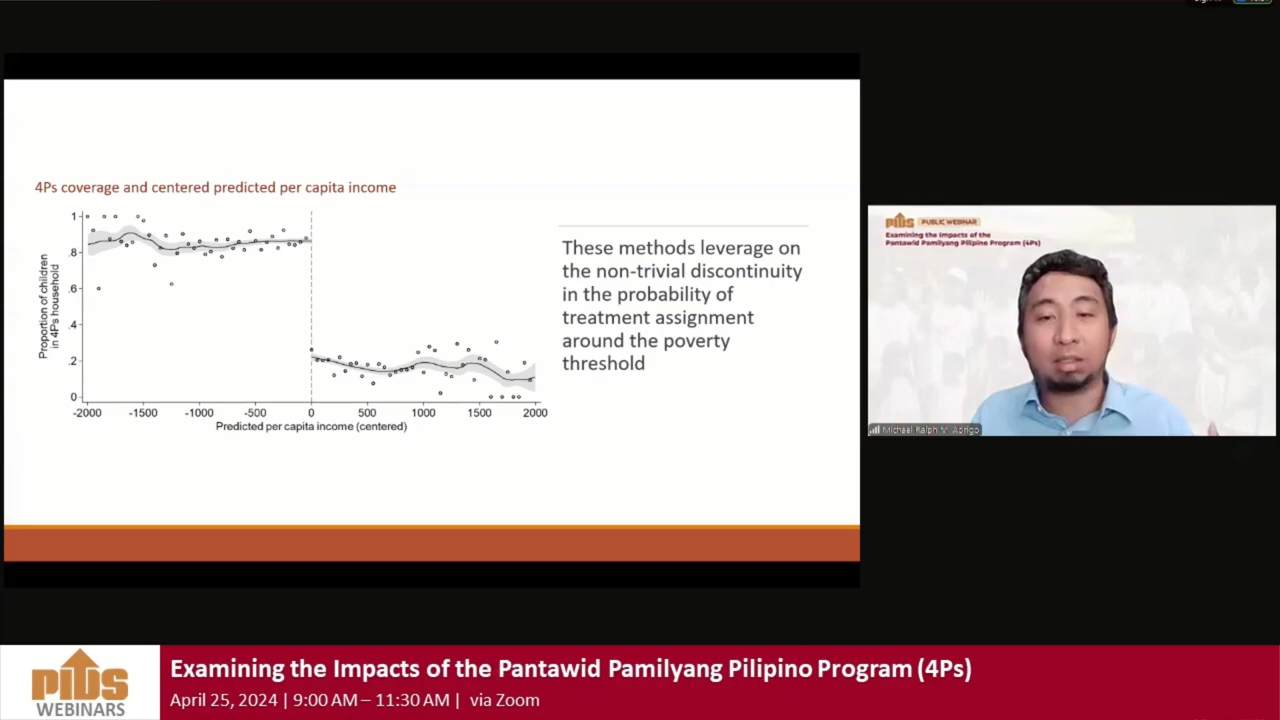 4Ps coverage and centered predicted per capita income
Proportion of children
in 4Ps household
1
.8
.6
.4
.2
0
-2000 -1500 -1000 -500 0 500 1000 1500 2000
Predicted per capita income (centered)
These methods leverage on
the non-trivial discontinuity
in the probability of
treatment assignment
around the poverty
threshold
PIDS PUBLIC WEBINAR
Examining the Impacts of the
Pantawid Pamilyang Pilipino Program (4Ps)
Michael Ralph M. Abrigo
PIDS
WEBINARS
Examining the Impacts of the Pantawid Pamilyang Pilipino Program (4Ps)
April 25, 2024 | 9:00 AM – 11:30 AM | via Zoom